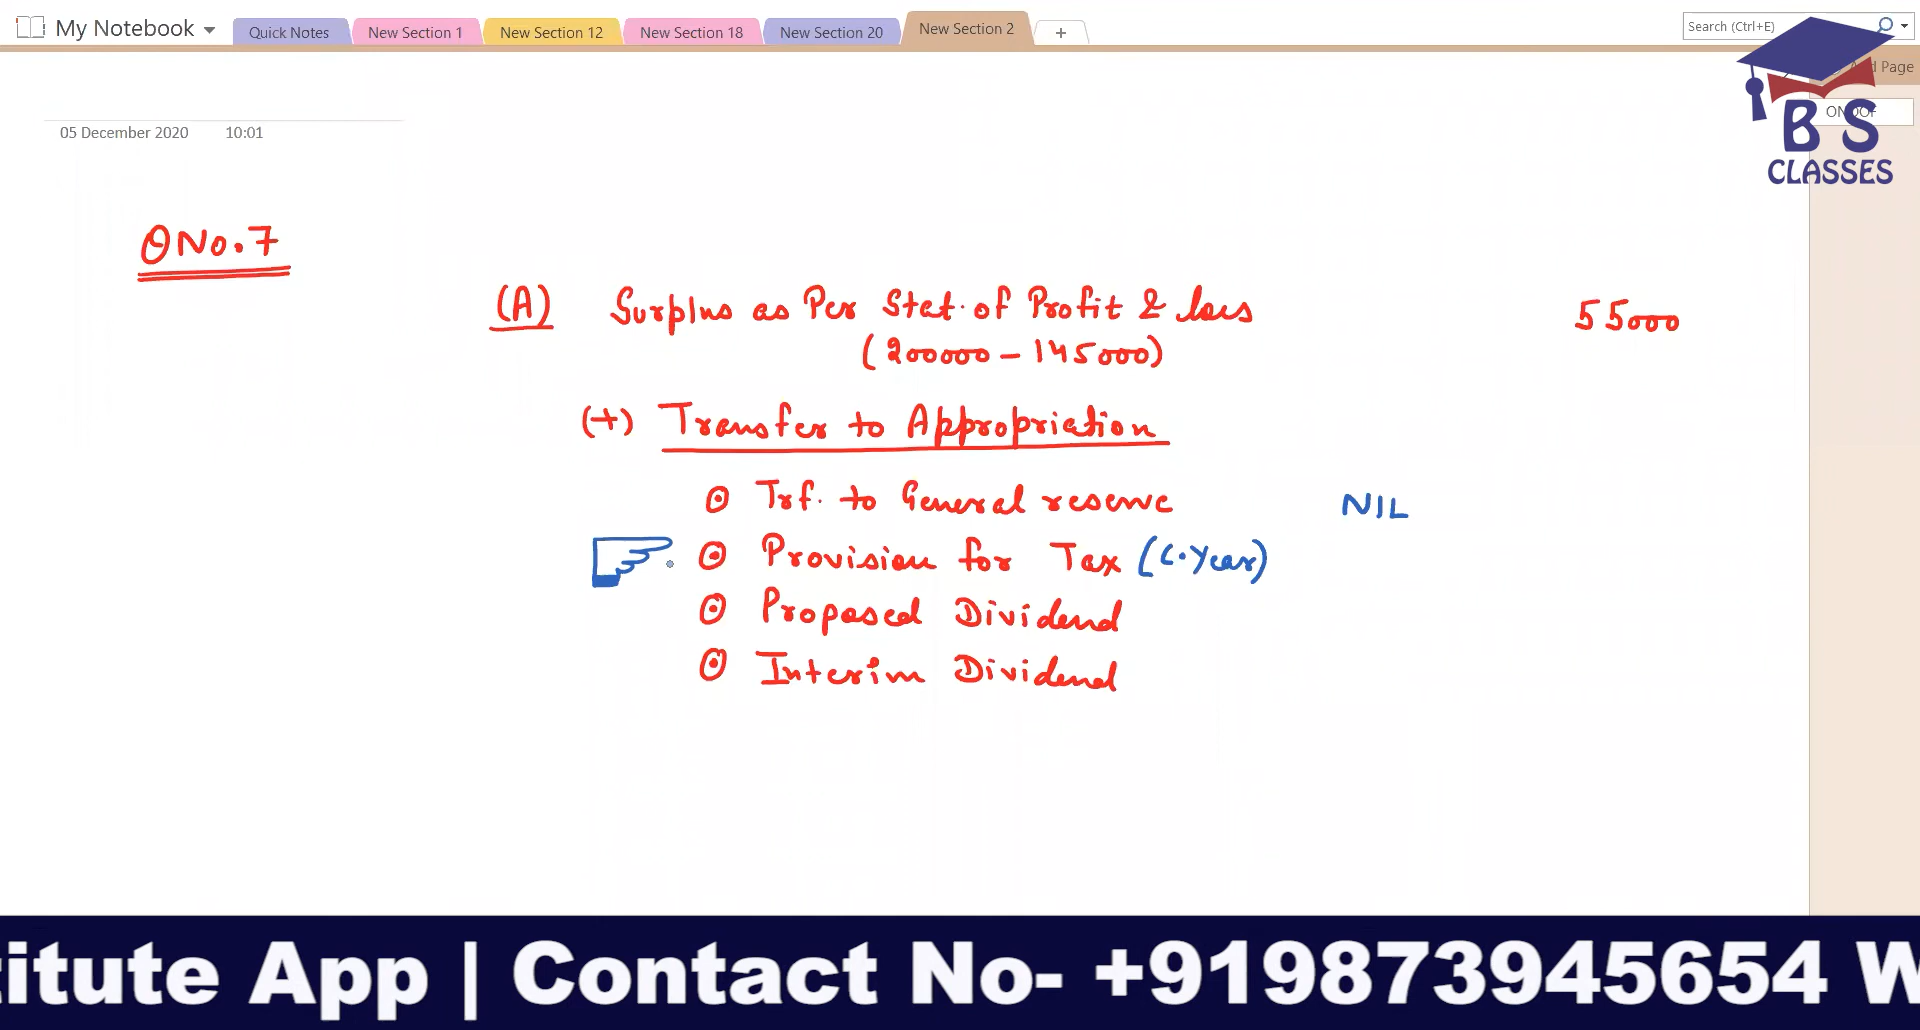 My Notebook Quick Notes New Section 1 New Section 12 New Section 18 New Section 20 New Section 2 +
Search (Ctrl+E)
d Page
B S
CLASSES
05 December 2020 10:01
QNo.7
(A) Surplus as Per Stat. of Profit & loss 55000
(200000 - 145000)
(+) Transfer to Appropriation
Trf. to General reserve NIL
Provision for Tax (C.Year)
Proposed Dividend
Interim Dividend
titute App | Contact No- +919873945654 W